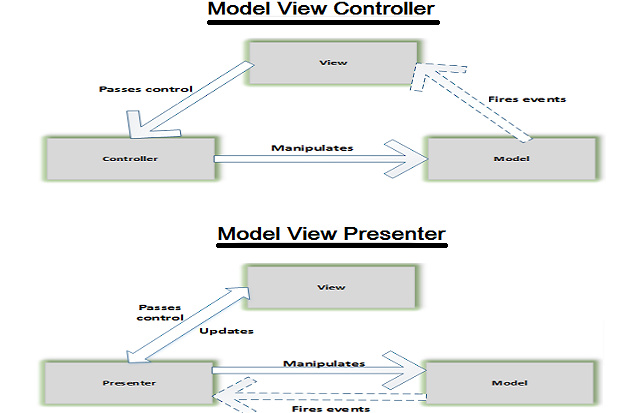 Model View Controller
View
Passes control
Fires events
Controller
Manipulates
Model
Model View Presenter
View
Passes
control
Updates
Presenter
Manipulates
Model
Fires events